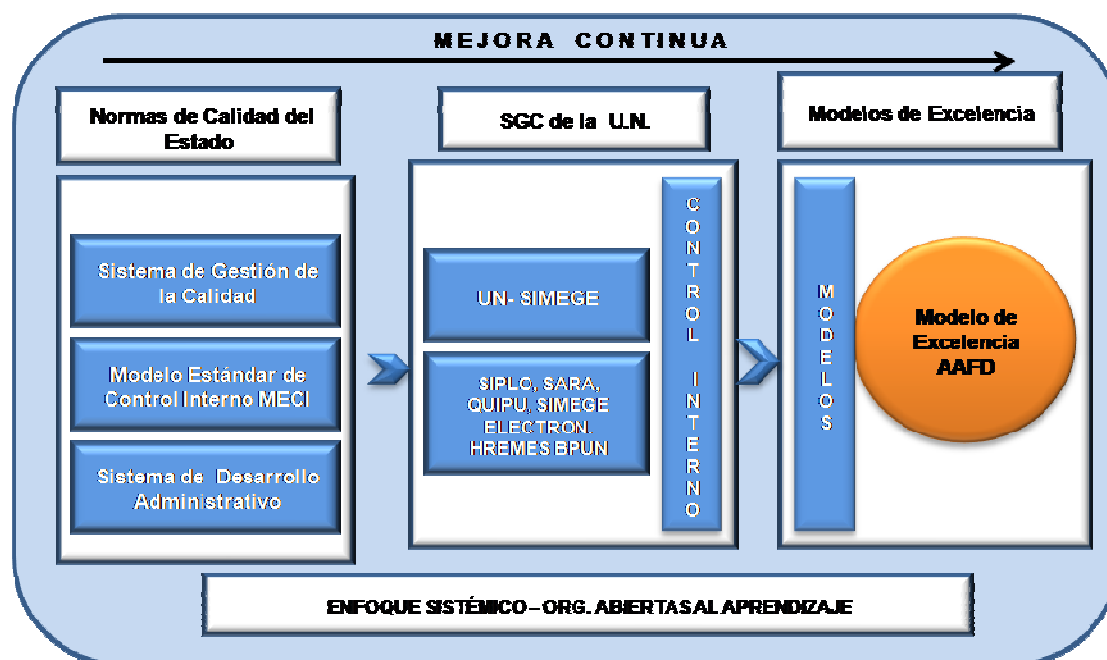 MEJORA CONTINUA
Normas de Calidad del
Estado
Sistema de Gestión de
la Calidad
Modelo Estándar de
Control Interno MECI
Sistema de Desarrollo
Administrativo
SGC de la U.N.
UN- SIMEGE
SIPLO, SARA,
QUIPU, SIMEGE
ELECTRON.
HREMES BPUN
CONTROL INTERNO
Modelos de Excelencia
MODELOS
Modelo de
Excelencia
AAFD
ENFOQUE SISTÉMICO – ORG. ABIERTAS AL APRENDIZAJE